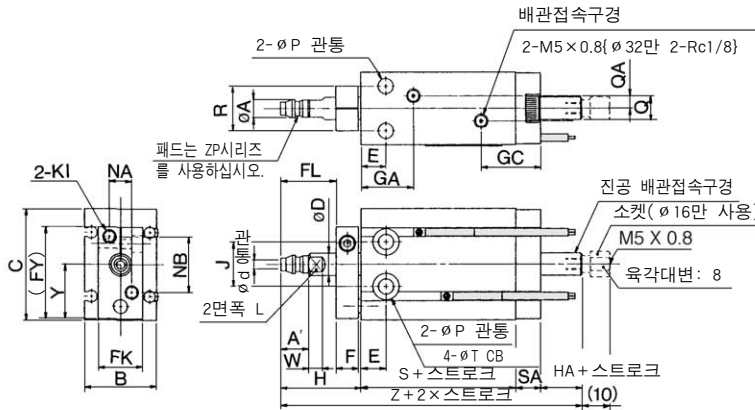 배관접속구경
2-øP 관통
2-M5×0.8{ø32만 2-Rc1/8}
QA
Q
R
øA
패드는 ZP시리즈
를 사용하십시오.
E
GA
GC
2-KI
NA
FL
øD
진공 배관접속구경
소켓(ø16만 사용)
M5 X 0.8
육각대변: 8
C
(FY)
Y
NB
J
ød 관통
2면폭 L
FK
B
A'
W
H
F
E
2-øP 관통
4-øT CB
S+스트로크
SA
HA+스트로크
Z+2×스트로크
(10)